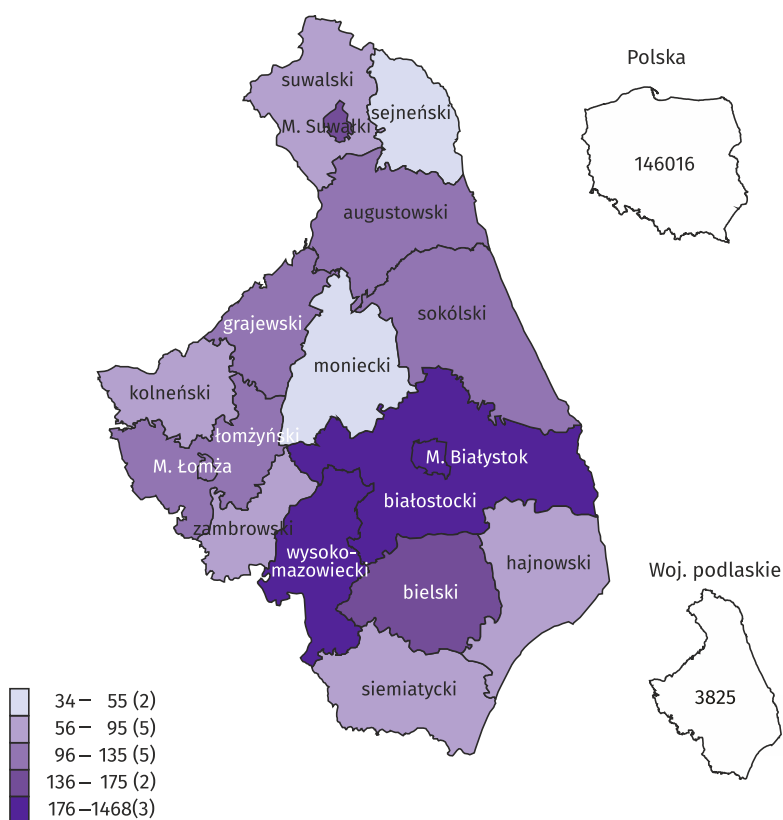 Polska
suwalski
sejneński
M. Suwałki
146016
augustowski
sokólski
grajewski
moniecki
kolneński
łomżyński
M. Łomża
M. Białystok
białostocki
zambrowski
wysoko-
mazowiecki
hajnowski
Woj. podlaskie
bielski
siemiatycki
3825
34 – 55 (2)
56 – 95 (5)
96 – 135 (5)
136 – 175 (2)
176 –1468(3)